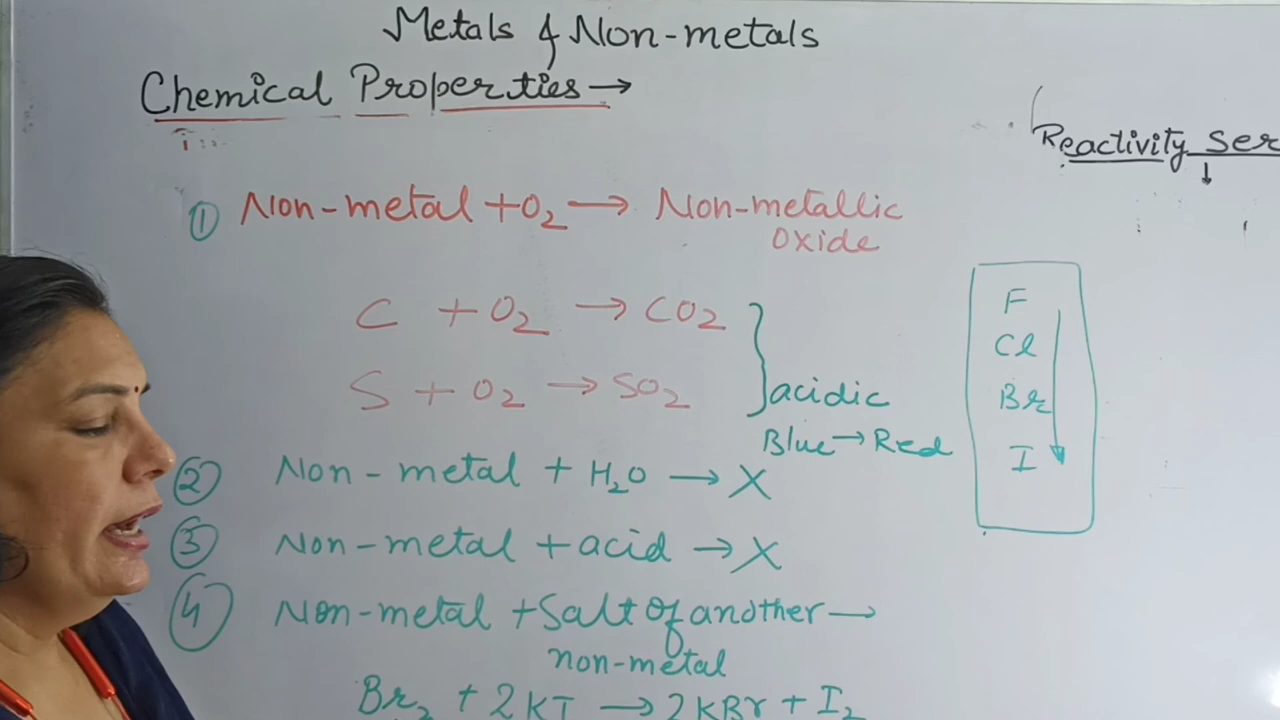 Metals & Non-metals
Chemical Properties →
Reactivity Ser
① Non-metal + O₂ → Non-metallic
oxide
C + O₂ → CO₂
S + O₂ → SO₂
acidic
Blue → Red
F
Cl
Br
I
② Non-metal + H₂O → X
③ Non-metal + acid → X
④ Non-metal + Salt of another →
non-metal
Br₂ + 2KI → 2KBr + I₂